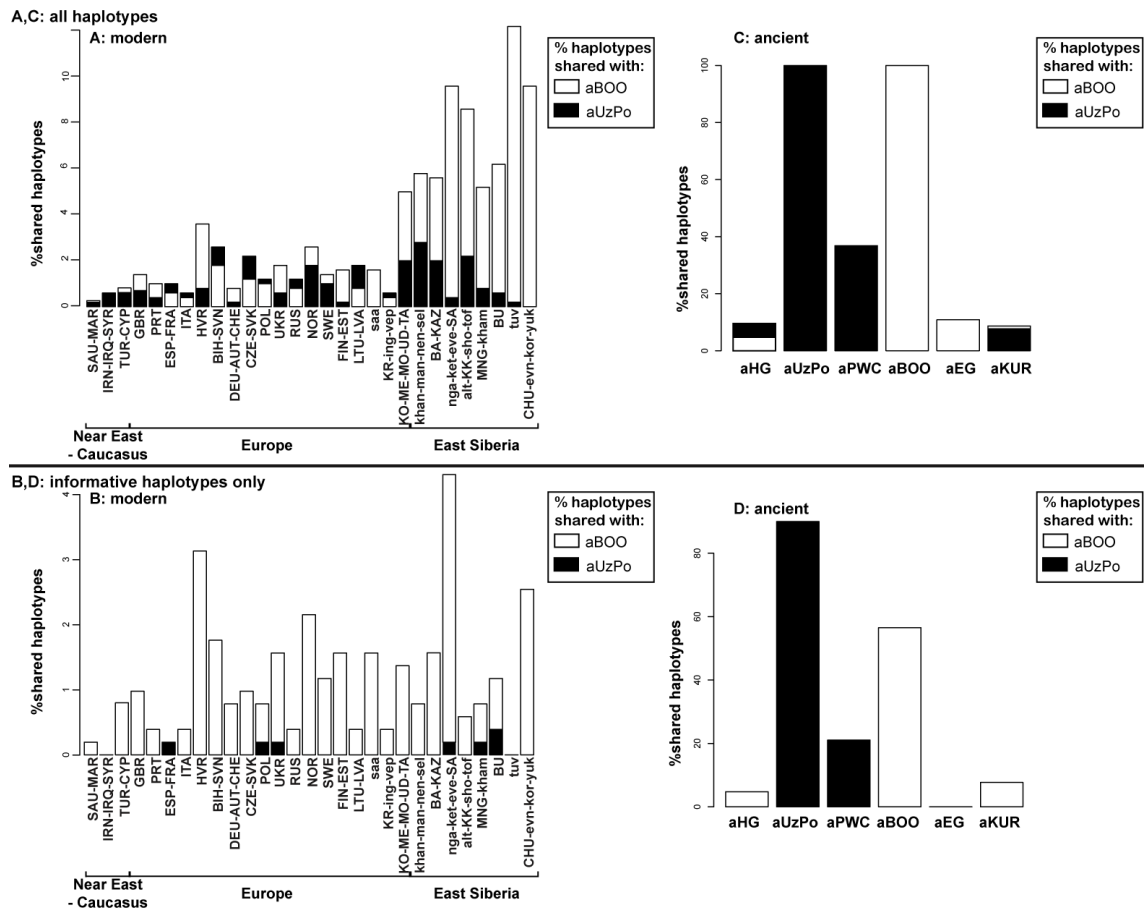 A,C: all haplotypes
A: modern
%shared haplotypes
0
2
4
6
8
10
% haplotypes
shared with:
aBOO
aUzPo
SAU-MAR
IRN-IRQ-SYR
TUR-CYP
GBR
PRT
ESP-FRA
ITA
HVR
BIH-SVN
DEU-AUT-CHE
CZE-SVK
POL
UKR
RUS
NOR
SWE
FIN-EST
LTU-LVA
saa
KR-ing-vep
KO-ME-MO-UD-TA
khan-man-nen-sel
BA-KAZ
nga-ket-eve-SA
alt-KK-sho-tof
MNG-kham
BU
tuv
CHU-evn-kor-yuk
Near East
- Caucasus
Europe
East Siberia
C: ancient
%shared haplotypes
0
20
40
60
80
100
% haplotypes
shared with:
aBOO
aUzPo
aHG
aUzPo
aPWC
aBOO
aEG
aKUR
B,D: informative haplotypes only
B: modern
%shared haplotypes
0
1
2
3
4
% haplotypes
shared with:
aBOO
aUzPo
SAU-MAR
IRN-IRQ-SYR
TUR-CYP
GBR
PRT
ESP-FRA
ITA
HVR
BIH-SVN
DEU-AUT-CHE
CZE-SVK
POL
UKR
RUS
NOR
SWE
FIN-EST
LTU-LVA
saa
KR-ing-vep
KO-ME-MO-UD-TA
khan-man-nen-sel
BA-KAZ
nga-ket-eve-SA
alt-KK-sho-tof
MNG-kham
BU
tuv
CHU-evn-kor-yuk
Near East
- Caucasus
Europe
East Siberia
D: ancient
%shared haplotypes
0
20
40
60
80
% haplotypes
shared with:
aBOO
aUzPo
aHG
aUzPo
aPWC
aBOO
aEG
aKUR